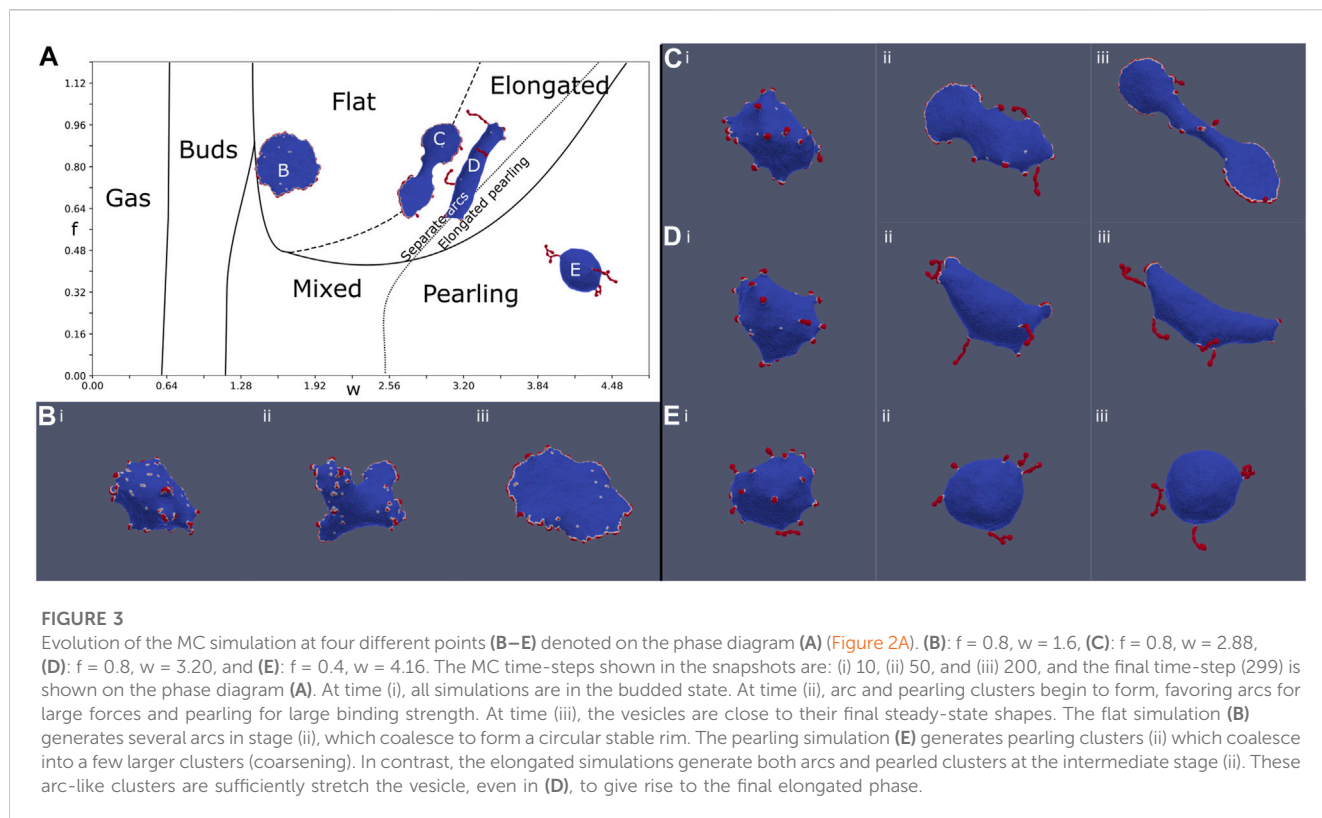 A
1.12
0.96
0.80
0.64
f
0.48
0.32
0.16
0.00
0.00
0.64
1.28
1.92
2.56
3.20
3.84
4.48
w
Gas
Buds
Flat
Elongated
Mixed
Pearling
Separate arcs
Elongated pearling
B
C
D
E
B i
ii
iii
C i
ii
iii
D i
ii
iii
E i
ii
iii
FIGURE 3
Evolution of the MC simulation at four different points (B–E) denoted on the phase diagram (A) (Figure 2A). (B): f = 0.8, w = 1.6, (C): f = 0.8, w = 2.88,
(D): f = 0.8, w = 3.20, and (E): f = 0.4, w = 4.16. The MC time-steps shown in the snapshots are: (i) 10, (ii) 50, and (iii) 200, and the final time-step (299) is
shown on the phase diagram (A). At time (i), all simulations are in the budded state. At time (ii), arc and pearling clusters begin to form, favoring arcs for
large forces and pearling for large binding strength. At time (iii), the vesicles are close to their final steady-state shapes. The flat simulation (B)
generates several arcs in stage (ii), which coalesce to form a circular stable rim. The pearling simulation (E) generates pearling clusters (ii) which coalesce
into a few larger clusters (coarsening). In contrast, the elongated simulations generate both arcs and pearled clusters at the intermediate stage (ii). These
arc-like clusters are sufficiently stretch the vesicle, even in (D), to give rise to the final elongated phase.